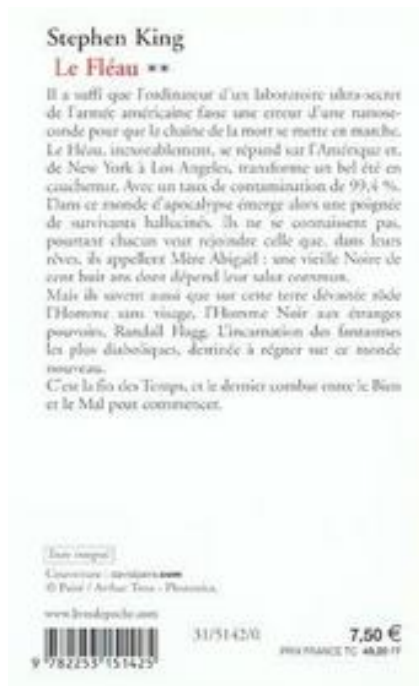 Stephen King
Le Fléau **
Il a suffi que l'ordinateur d'un laboratoire ultra-secret
de l'armée américaine fasse une erreur d'une nanose-
conde pour que la chaîne de la mort se mette en marche.
Le Fléau, inexorablement, se répand sur l'Amérique et,
de New York à Los Angeles, transforme un bel été en
cauchemar. Avec un taux de contamination de 99,4 %.
Dans ce monde d'apocalypse émerge alors une poignée
de survivants hallucinés. Ils ne se connaissent pas,
pourtant chacun veut rejoindre celle que, dans leurs
rêves, ils appellent Mère Abigaël : une vieille Noire de
cent huit ans dont dépend leur salut commun.
Mais ils savent aussi que sur cette terre dévastée rôde
l'Homme sans visage, l'Homme Noir aux étranges
pouvoirs, Randall Flagg. L'incarnation des fantasmes
les plus diaboliques, destinée à régner sur ce monde
nouveau.
C'est la fin des Temps, et le dernier combat entre le Bien
et le Mal peut commencer.
Texte intégral
Couverture :
© Paint / Arthur Tress - Photonica.
www.livredepoche.com
31/5142/0
7,50 €
PRIX FRANCE TC
9 782253 151425